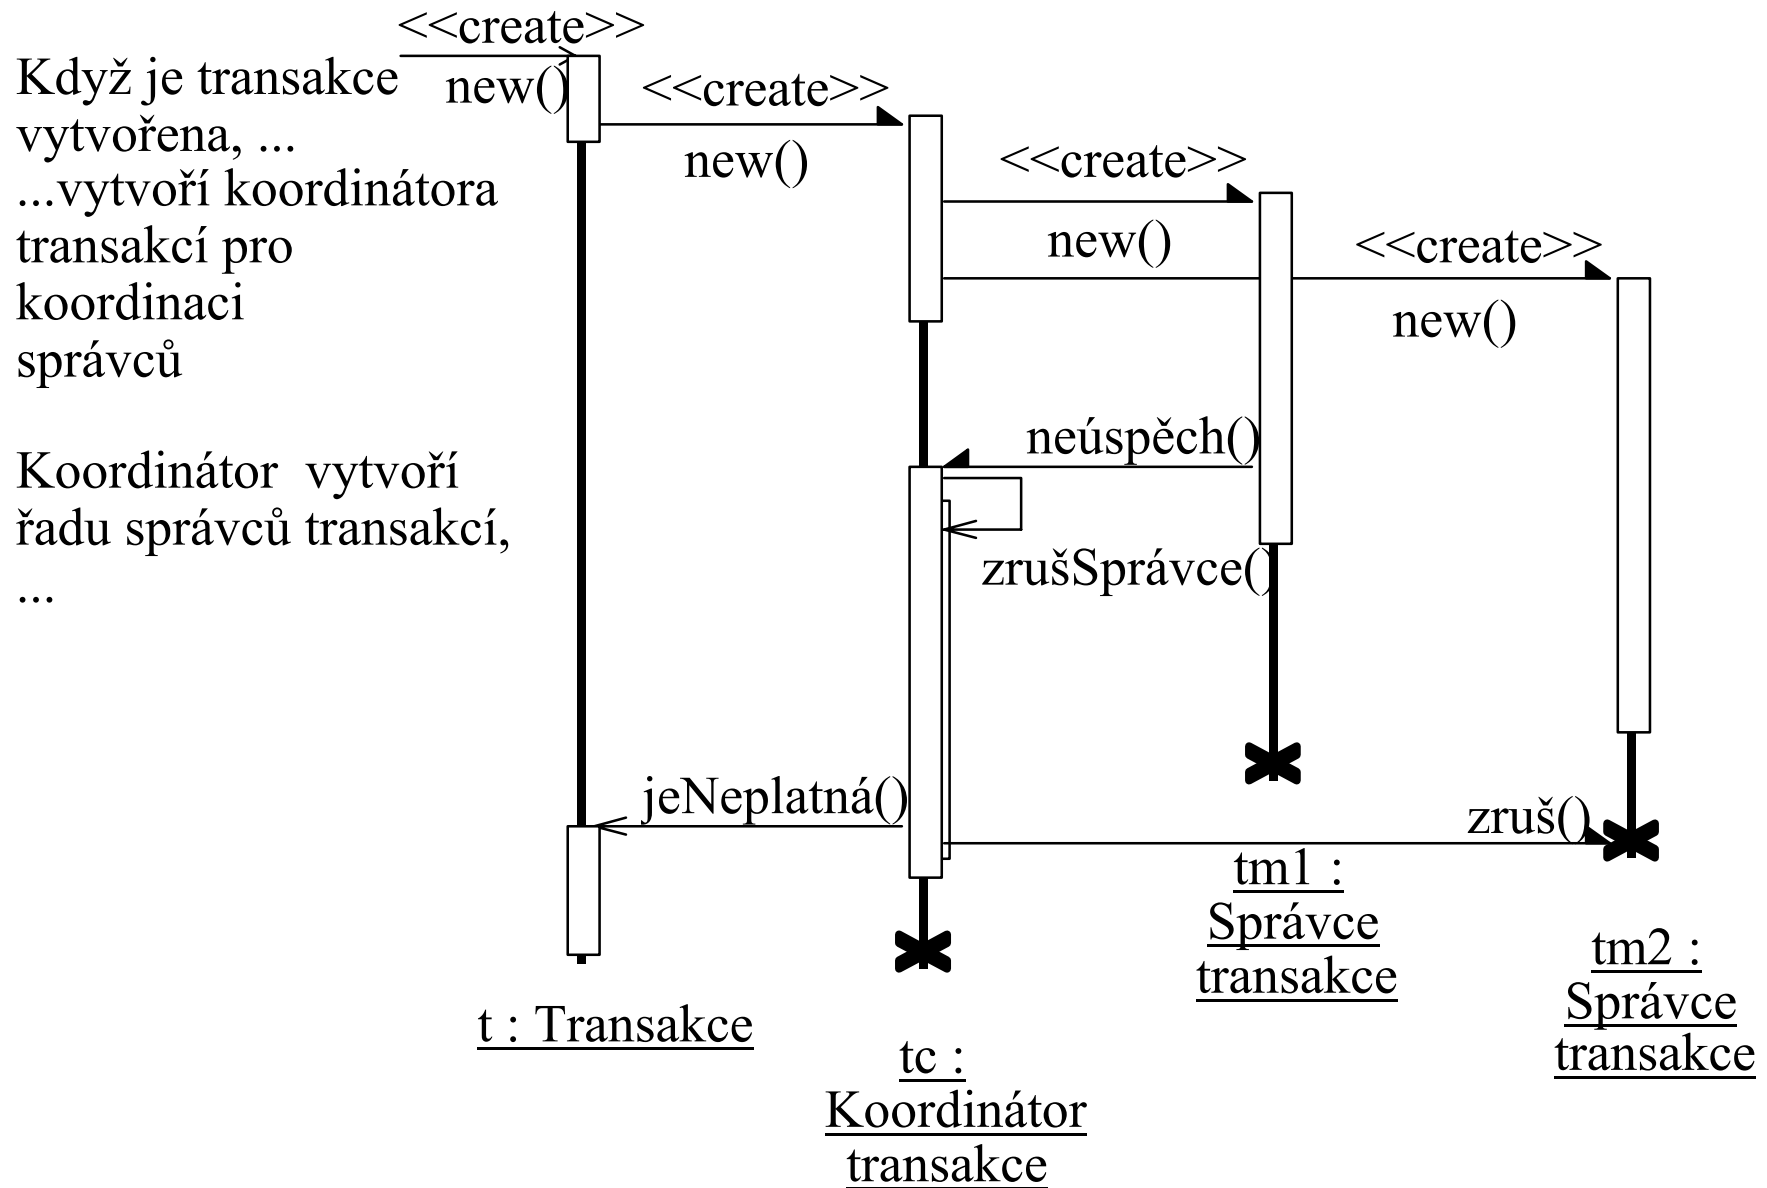 <<create>>
Když je transakce
vytvořena, ...
...vytvoří koordinátora
transakcí pro
koordinaci
správců
Koordinátor  vytvoří
řadu správců transakcí,
...
new()
<<create>>
new()
<<create>>
new()
<<create>>
new()
neúspěch()
zrušSprávce()
jeNeplatná()
zruš()
t : Transakce
tc :
Koordinátor
transakce
tm1 :
Správce
transakce
tm2 :
Správce
transakce